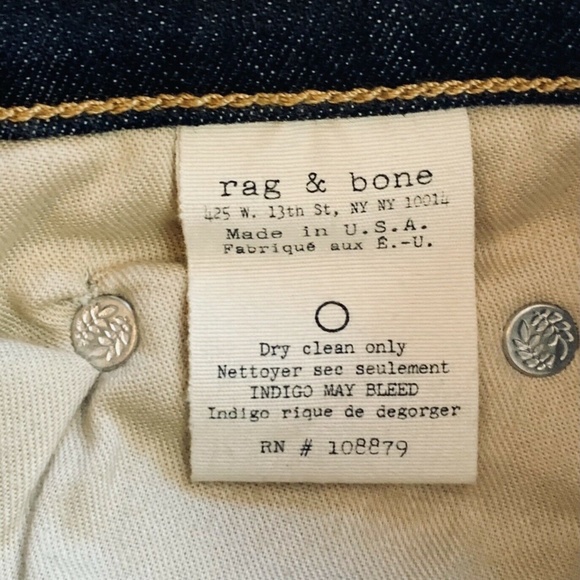 rag & bone
425 W. 13th St, NY NY 10014
Made in U.S.A.
Fabriqué aux É.-U.
Dry clean only
Nettoyer sec seulement
INDIGO MAY BLEED
Indigo rique de degorger
RN # 108879